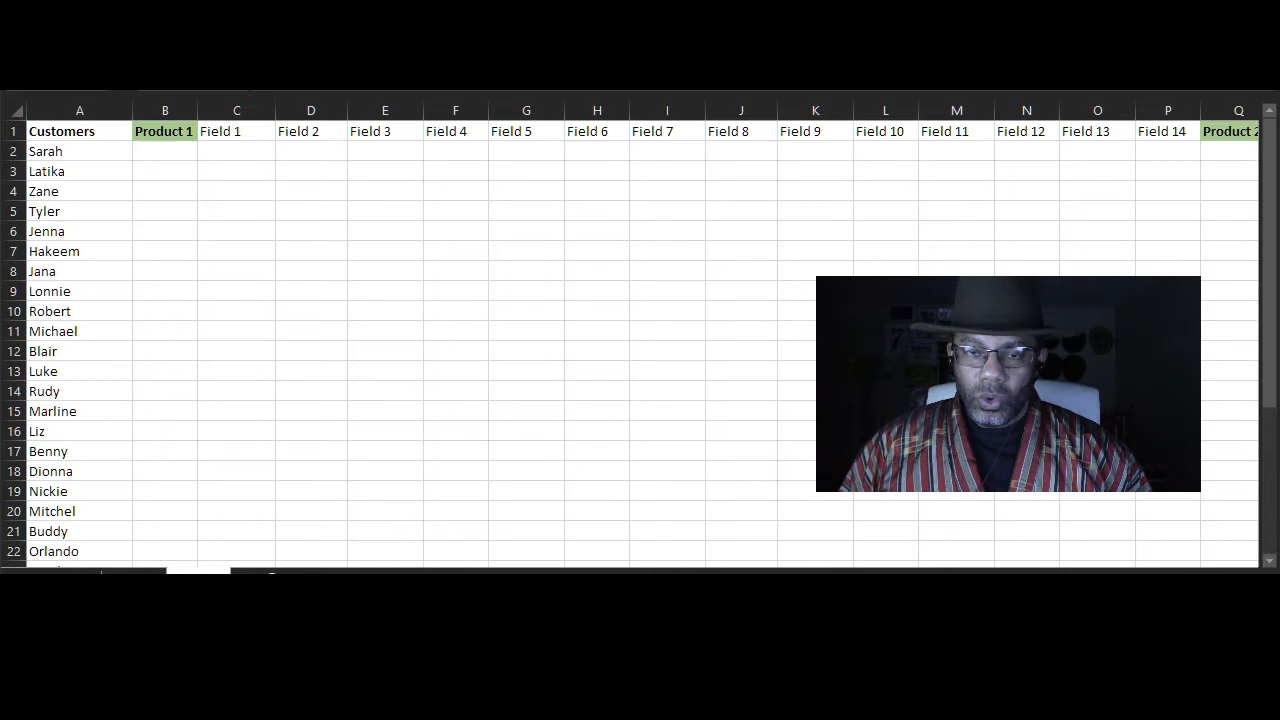 A B C D E F G H I J K L M N O P Q
1 Customers Product 1 Field 1 Field 2 Field 3 Field 4 Field 5 Field 6 Field 7 Field 8 Field 9 Field 10 Field 11 Field 12 Field 13 Field 14 Product 2
2 Sarah
3 Latika
4 Zane
5 Tyler
6 Jenna
7 Hakeem
8 Jana
9 Lonnie
10 Robert
11 Michael
12 Blair
13 Luke
14 Rudy
15 Marline
16 Liz
17 Benny
18 Dionna
19 Nickie
20 Mitchel
21 Buddy
22 Orlando